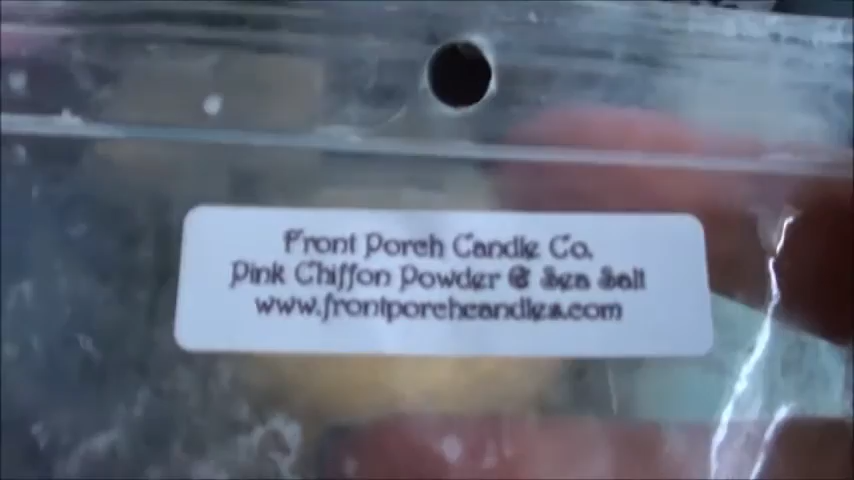 Front Porch Candle Co.
Pink Chiffon Powder & Sea Salt
www.frontporchcandles.com